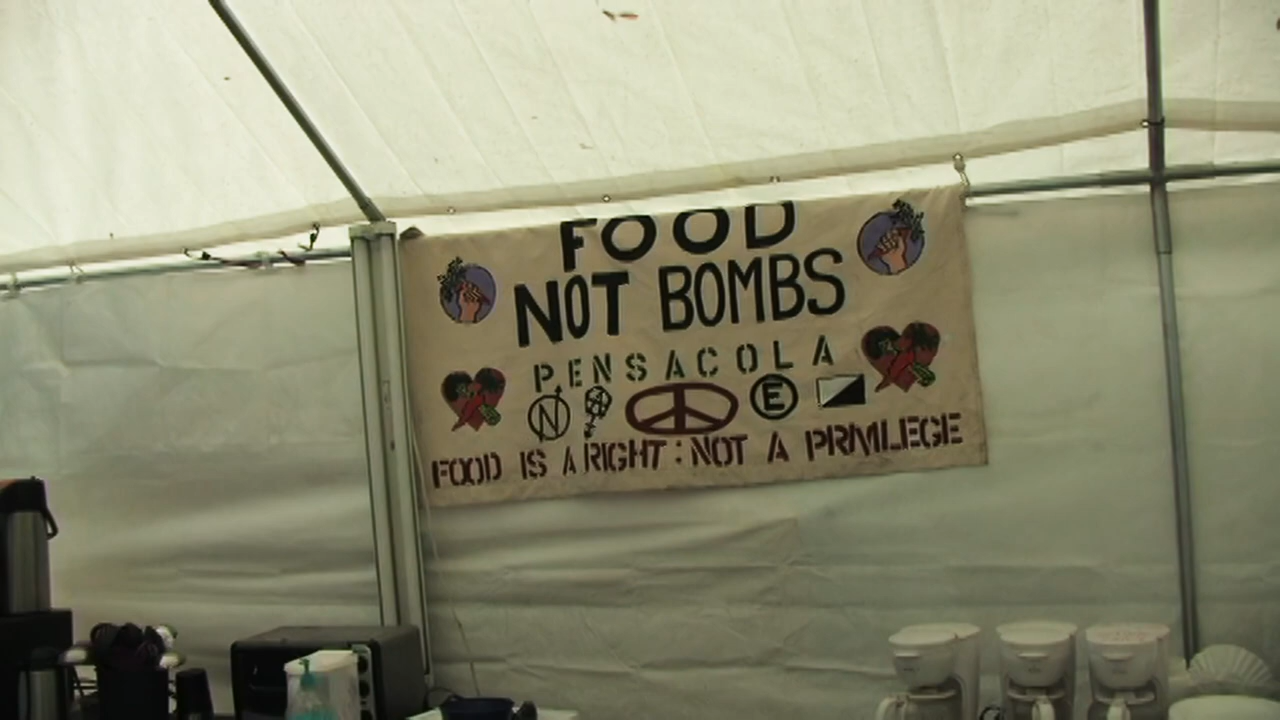 FOOD
NOT BOMBS
PENSACOLA
N A E
FOOD IS A RIGHT : NOT A PRIVILEGE